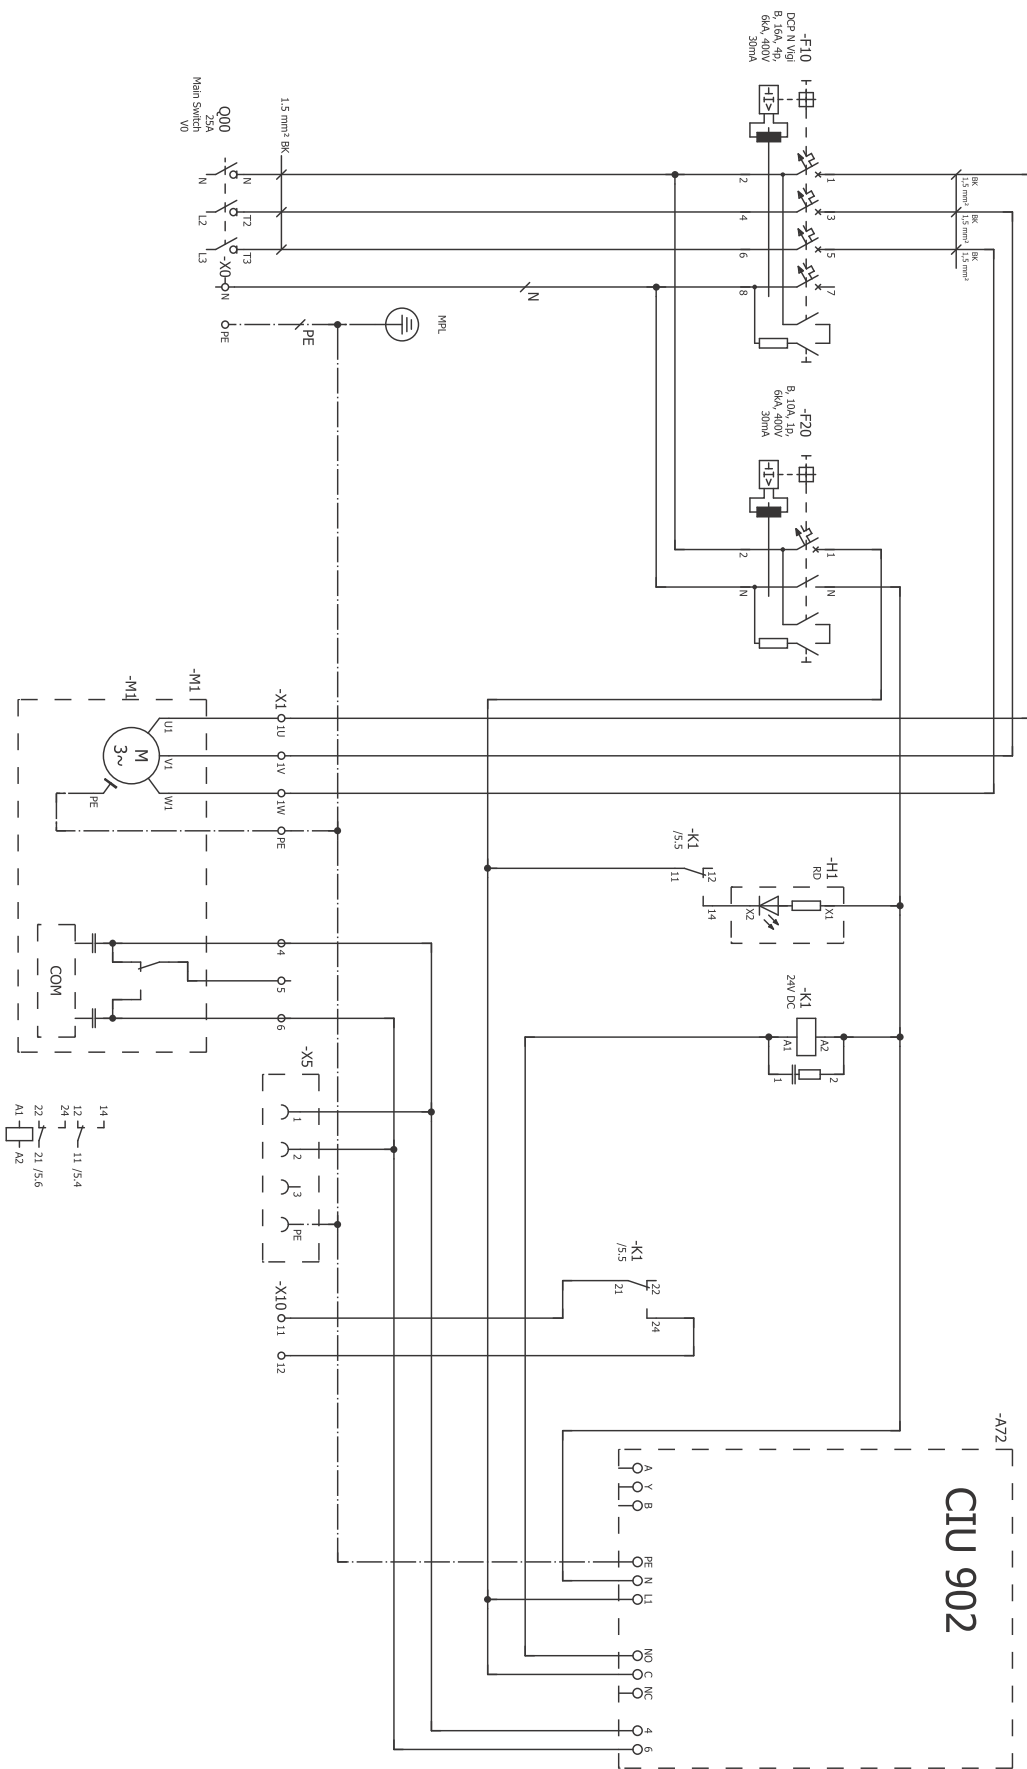 -F10
DCP N Vigi
B, 16A, 4p,
6kA, 400V
30mA
I>
1
2
3
4
5
6
7
8
BK
1,5 mm²
BK
1,5 mm²
BK
1,5 mm²
1.5 mm² BK
Q00
25A
Main Switch
V0
N
N
L2
T2
L3
T3
-X0
N
PE
N
PE
MPL
-F20
B, 10A, 1p,
6kA, 400V
30mA
I>
1
2
N
N
-M1
-M1
M
3~
U1
V1
W1
PE
-X1
1U
1V
1W
PE
4
5
6
COM
-K1
/5.5
11
12
14
-H1
RD
X1
X2
-K1
24V DC
A1
A2
1
2
-X5
1
2
3
PE
14
12
11 /5.4
24
22
21 /5.6
A1
A2
-K1
/5.5
21
22
24
-X10
11
12
-A72
CIU 902
A
Y
B
PE
N
L1
NO
C
NC
4
6